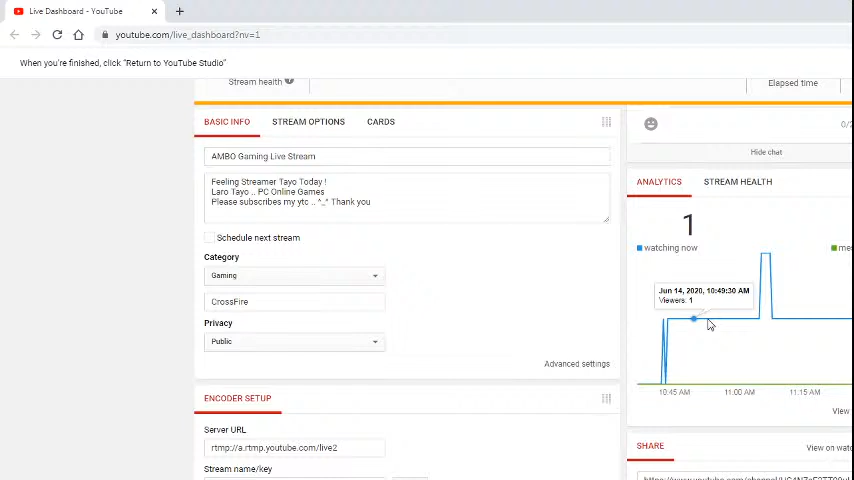 Live Dashboard - YouTube
youtube.com/live_dashboard?nv=1
When you're finished, click "Return to YouTube Studio"
Stream health
Elapsed time
BASIC INFO
STREAM OPTIONS
CARDS
0/2
Hide chat
AMBO Gaming Live Stream
Feeling Streamer Tayo Today !
Laro Tayo .. PC Online Games
Please subscribes my ytc .. ^_^ Thank you
Schedule next stream
Category
Gaming
CrossFire
Privacy
Public
Advanced settings
ANALYTICS
STREAM HEALTH
1
watching now
Jun 14, 2020, 10:49:30 AM
Viewers: 1
10:45 AM
11:00 AM
11:15 AM
View
ENCODER SETUP
Server URL
rtmp://a.rtmp.youtube.com/live2
Stream name/key
SHARE
View on